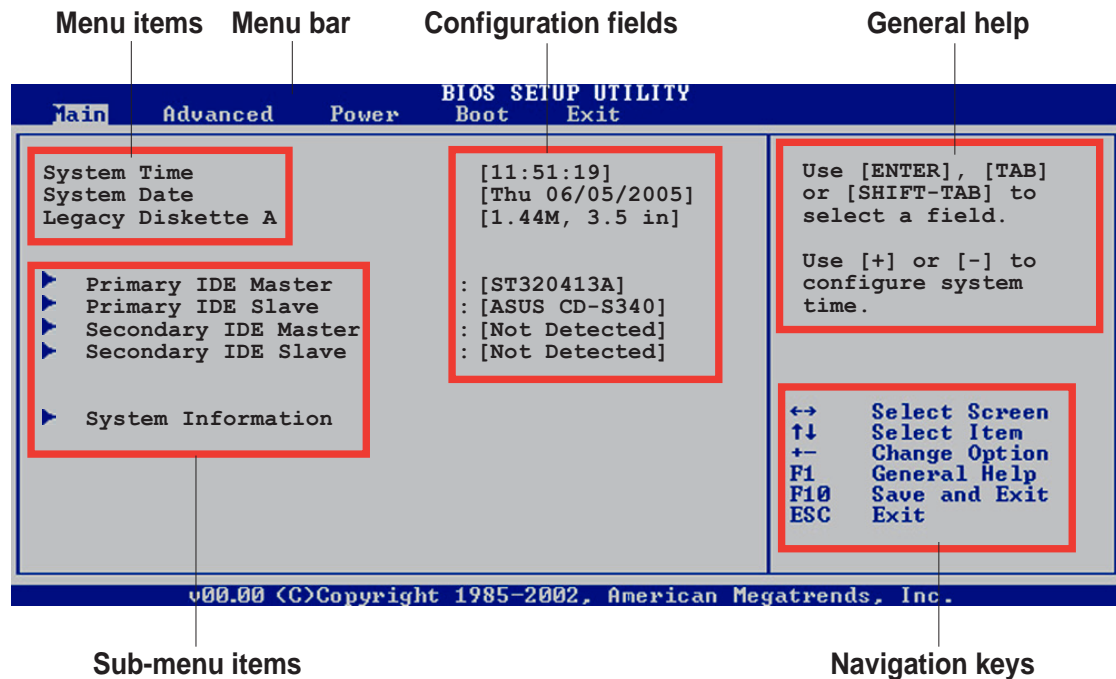 Menu items Menu bar Configuration fields General help
BIOS SETUP UTILITY
Main Advanced Power Boot Exit
System Time [11:51:19]
System Date [Thu 06/05/2005]
Legacy Diskette A [1.44M, 3.5 in]
Primary IDE Master : [ST320413A]
Primary IDE Slave : [ASUS CD-S340]
Secondary IDE Master : [Not Detected]
Secondary IDE Slave : [Not Detected]
System Information
Use [ENTER], [TAB]
or [SHIFT-TAB] to
select a field.
Use [+] or [-] to
configure system
time.
←→ Select Screen
↑↓ Select Item
+- Change Option
F1 General Help
F10 Save and Exit
ESC Exit
v00.00 (C)Copyright 1985-2002, American Megatrends, Inc.
Sub-menu items Navigation keys